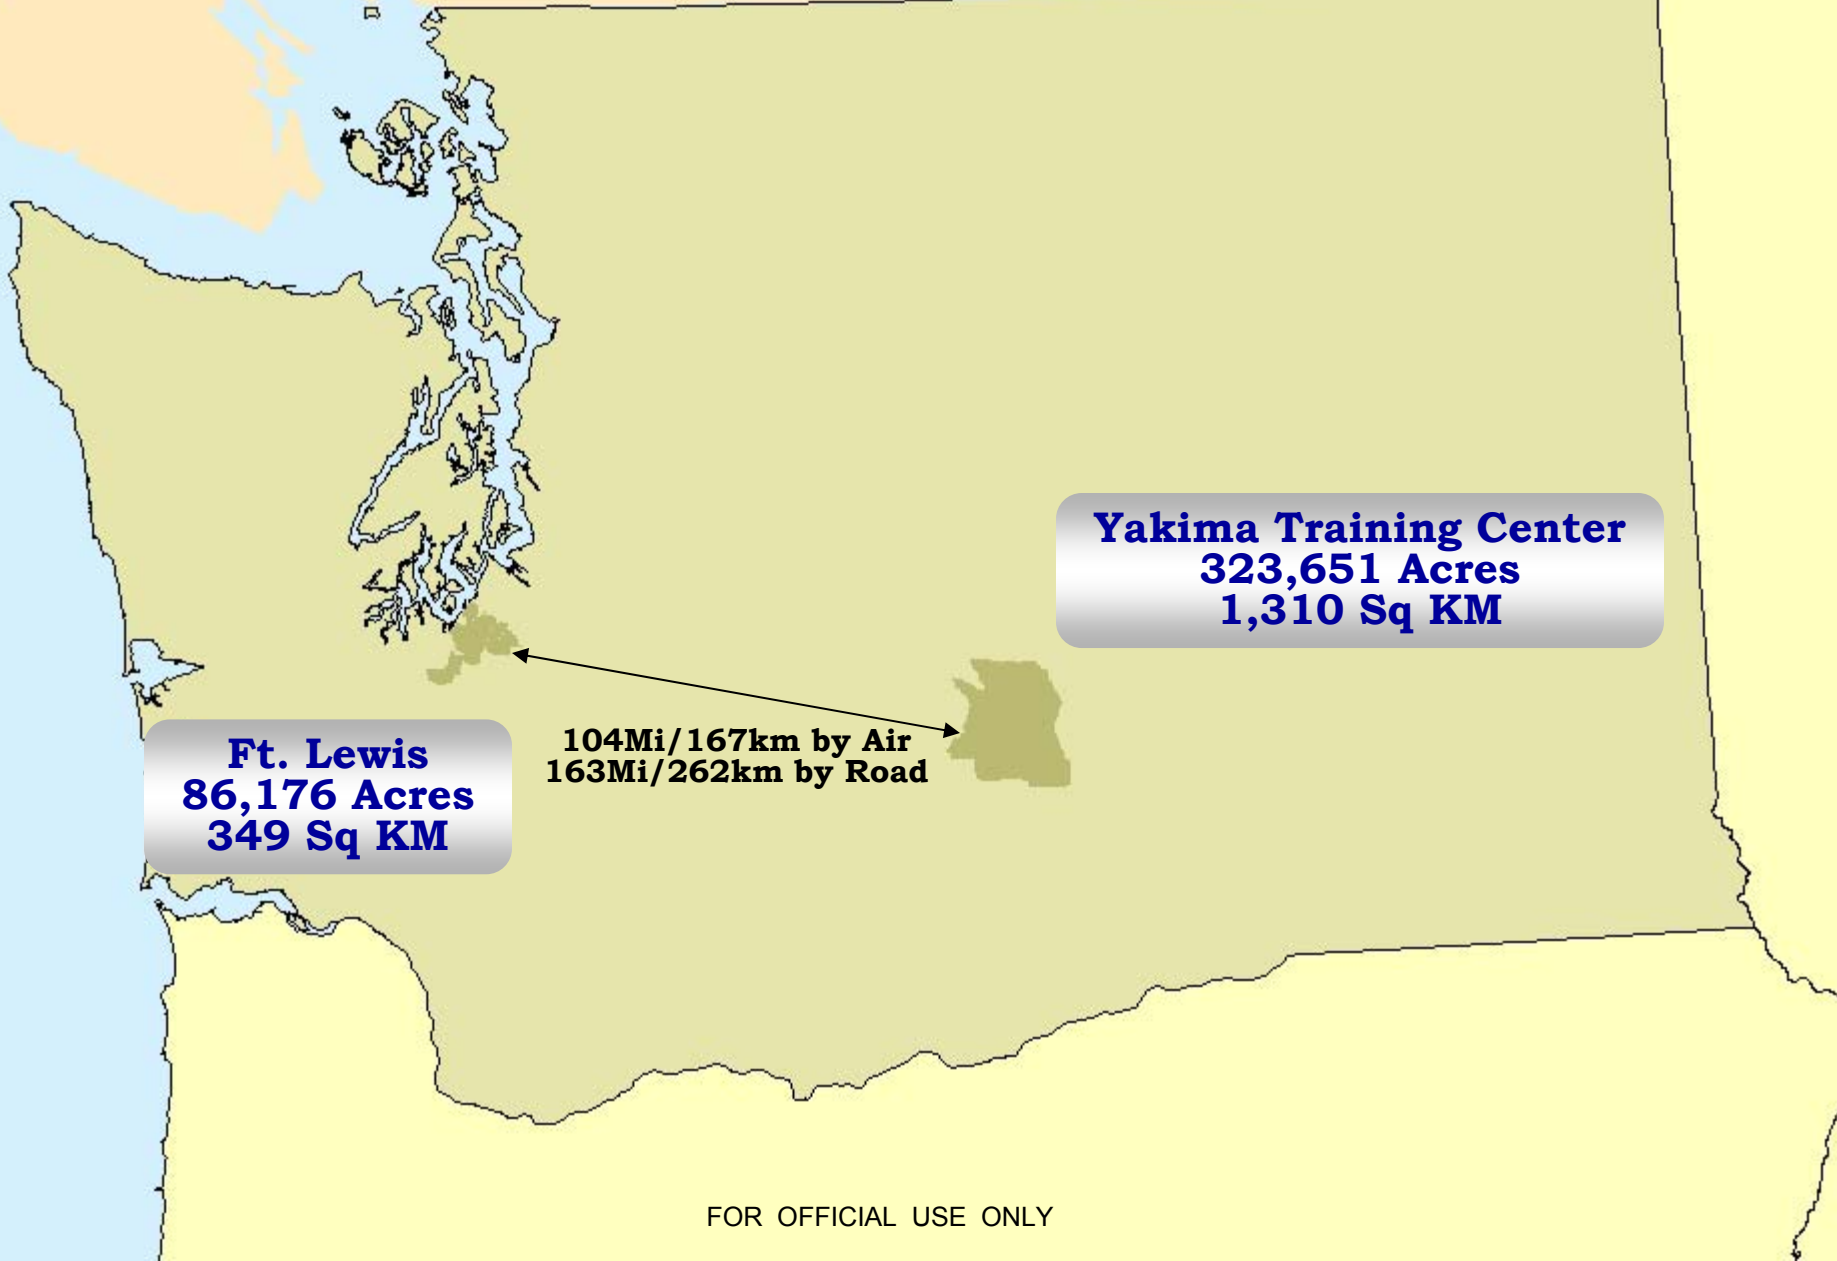 Yakima Training Center
323,651 Acres
1,310 Sq KM
104Mi/167km by Air
163Mi/262km by Road
Ft. Lewis
86,176 Acres
349 Sq KM
FOR OFFICIAL USE ONLY